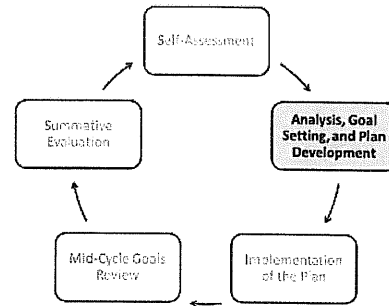 Self-Assessment
Analysis, Goal
Setting, and Plan
Development
Implementation
of the Plan
Mid-Cycle Goals
Review
Summative
Evaluation